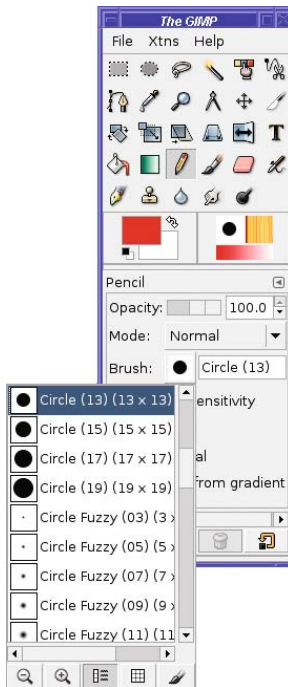 The GIMP
File Xtns Help
Pencil
Opacity: 100.0
Mode: Normal
Brush: Circle (13)
ensitivity
al
from gradient
Circle (13) (13 × 13)
Circle (15) (15 × 15)
Circle (17) (17 × 17)
Circle (19) (19 × 19)
Circle Fuzzy (03) (3 x
Circle Fuzzy (05) (5 x
Circle Fuzzy (07) (7 x
Circle Fuzzy (09) (9 x
Circle Fuzzy (11) (11